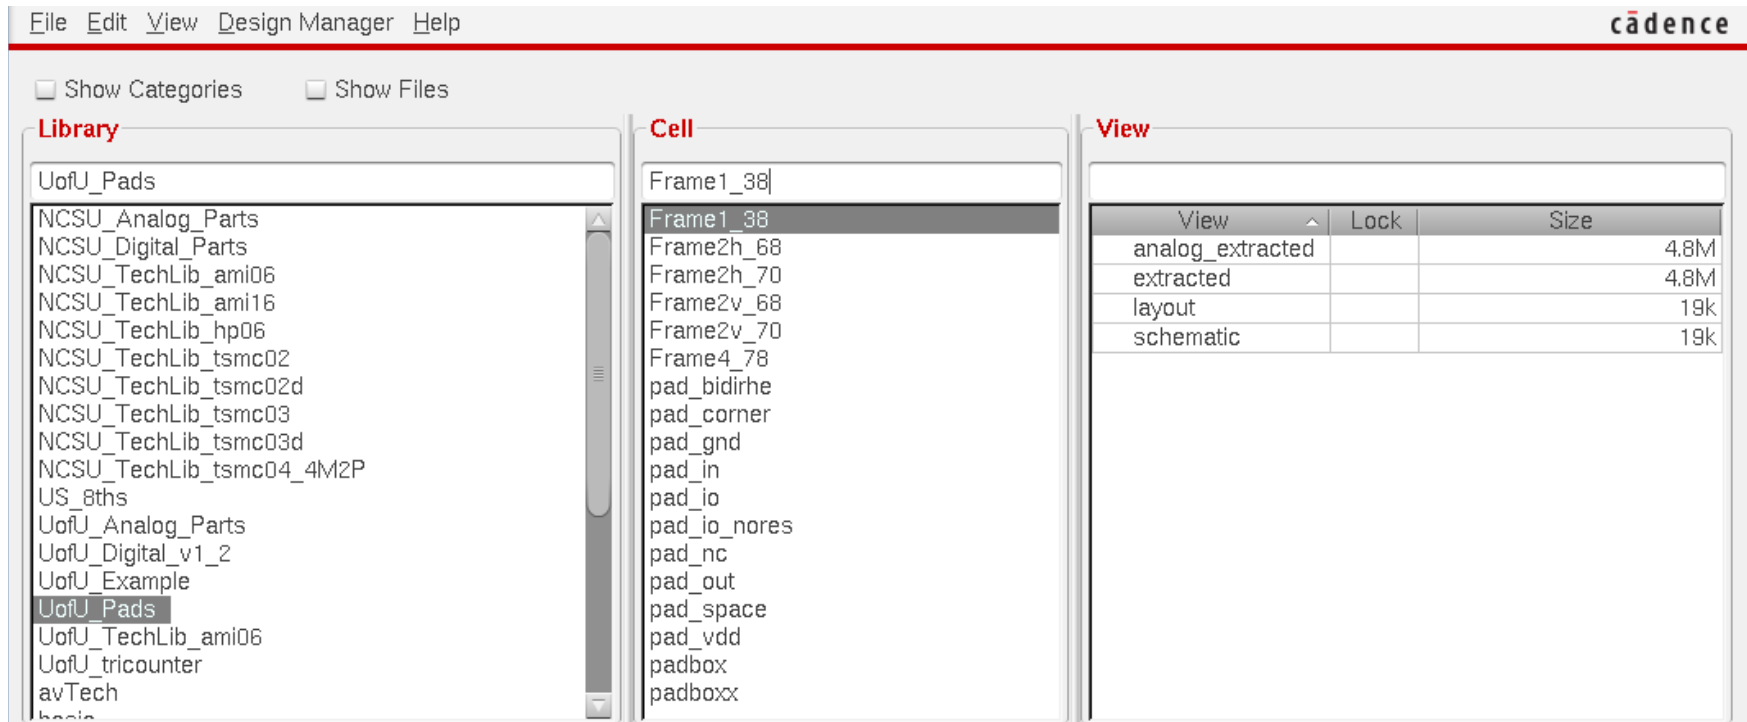 File Edit View Design Manager Help cādence
Show Categories Show Files
Library
UofU_Pads
NCSU_Analog_Parts
NCSU_Digital_Parts
NCSU_TechLib_ami06
NCSU_TechLib_ami16
NCSU_TechLib_hp06
NCSU_TechLib_tsmc02
NCSU_TechLib_tsmc02d
NCSU_TechLib_tsmc03
NCSU_TechLib_tsmc03d
NCSU_TechLib_tsmc04_4M2P
US_8ths
UofU_Analog_Parts
UofU_Digital_v1_2
UofU_Example
UofU_Pads
UofU_TechLib_ami06
UofU_tricounter
avTech
Cell
Frame1_38
Frame1_38
Frame2h_68
Frame2h_70
Frame2v_68
Frame2v_70
Frame4_78
pad_bidirhe
pad_corner
pad_gnd
pad_in
pad_io
pad_io_nores
pad_nc
pad_out
pad_space
pad_vdd
padbox
padboxx
View
View Lock Size
analog_extracted 4.8M
extracted 4.8M
layout 19k
schematic 19k